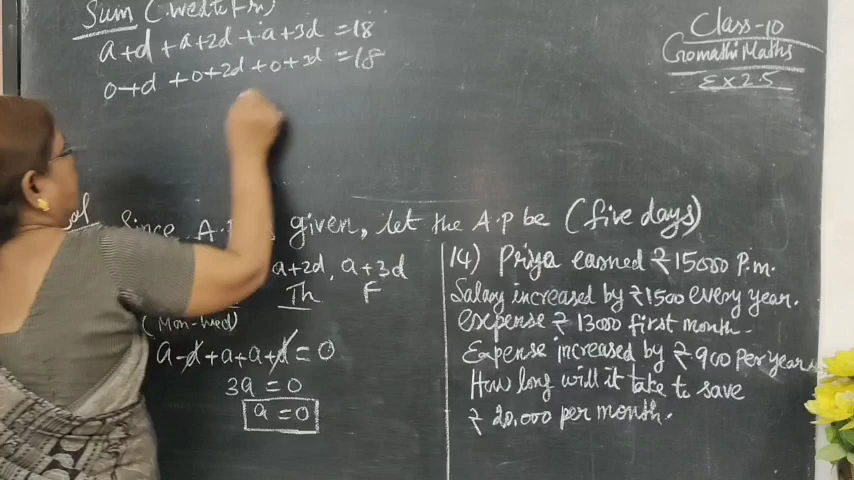 Sum (Wed to Fri)
a+d + a+2d + a+3d = 18
0+d + 0+2d + 0+3d = 18
Class-10
Gomathi Maths
Ex 2.5
Sol Since A.P is given, let the A.P be (five days)
a+2d, a+3d
Th F
(Mon-Wed)
a-d+a+a+d=0
3a = 0
a = 0
14) Priya earned ₹15000 P.m.
Salary increased by ₹1500 every year.
expense ₹ 13000 first month.
Expense increased by ₹ 900 per year.
How long will it take to save
₹ 20,000 per month.